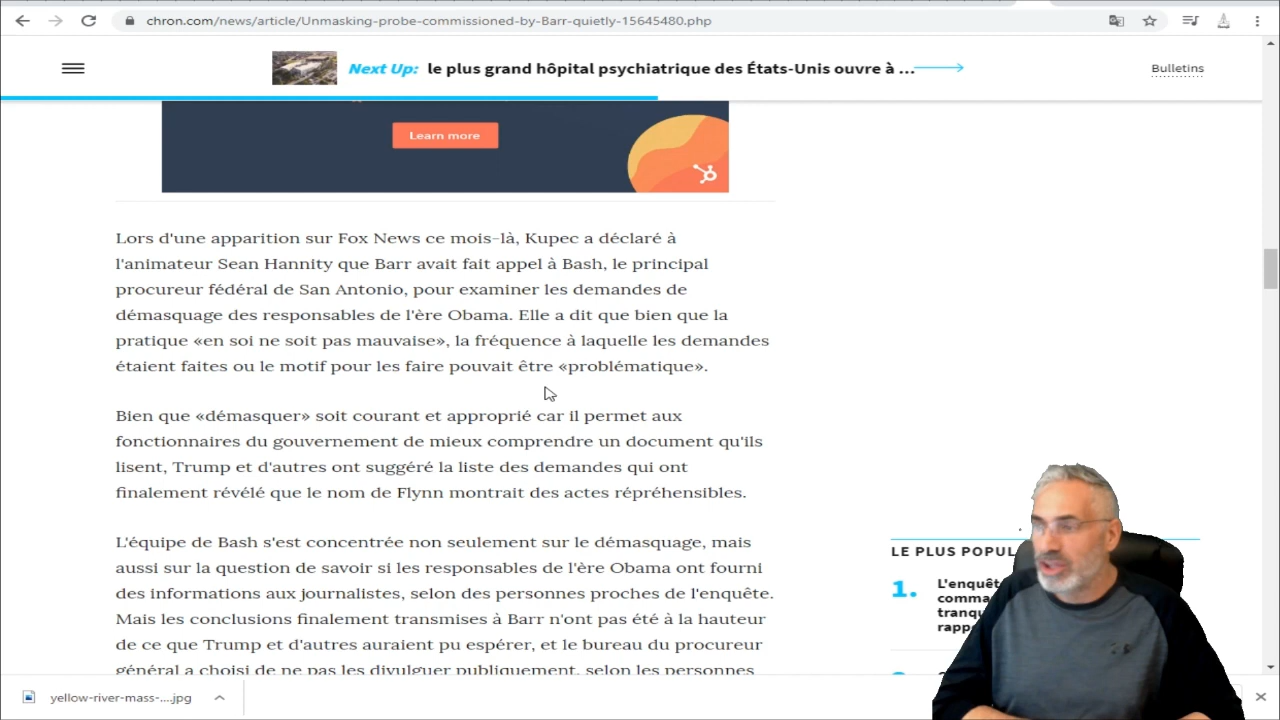 chron.com/news/article/Unmasking-probe-commissioned-by-Barr-quietly-15645480.php
Next Up: le plus grand hôpital psychiatrique des États-Unis ouvre à ...
Bulletins
Learn more
Lors d'une apparition sur Fox News ce mois-là, Kupec a déclaré à
l'animateur Sean Hannity que Barr avait fait appel à Bash, le principal
procureur fédéral de San Antonio, pour examiner les demandes de
démasquage des responsables de l'ère Obama. Elle a dit que bien que la
pratique «en soi ne soit pas mauvaise», la fréquence à laquelle les demandes
étaient faites ou le motif pour les faire pouvait être «problématique».
Bien que «démasquer» soit courant et approprié car il permet aux
fonctionnaires du gouvernement de mieux comprendre un document qu'ils
lisent, Trump et d'autres ont suggéré la liste des demandes qui ont
finalement révélé que le nom de Flynn montrait des actes répréhensibles.
L'équipe de Bash s'est concentrée non seulement sur le démasquage, mais
aussi sur la question de savoir si les responsables de l'ère Obama ont fourni
des informations aux journalistes, selon des personnes proches de l'enquête.
Mais les conclusions finalement transmises à Barr n'ont pas été à la hauteur
de ce que Trump et d'autres auraient pu espérer, et le bureau du procureur
général a choisi de ne pas les divulguer publiquement, selon les personnes
LE PLUS POPUL
1. L'enquêt
comma
tranqu
rappo
yellow-river-mass-....jpg